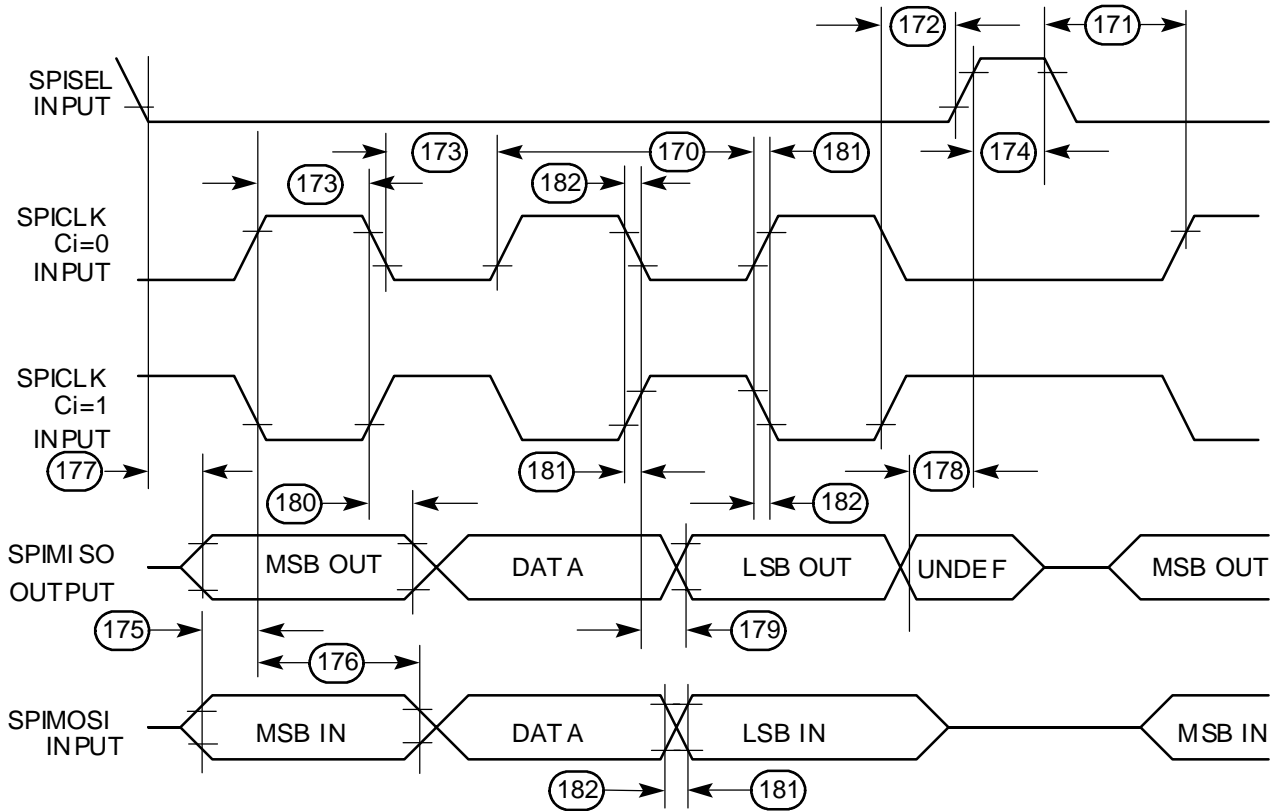 172
171
SPISEL
INPUT
173
170
181
174
173
182
SPICLK
Ci=0
INPUT
SPICLK
Ci=1
INPUT
177
181
178
180
182
SPIMISO
OUTPUT
MSB OUT
DATA
LSB OUT
UNDEF
MSB OUT
175
179
176
SPIMOSI
INPUT
MSB IN
DATA
LSB IN
MSB IN
182
181